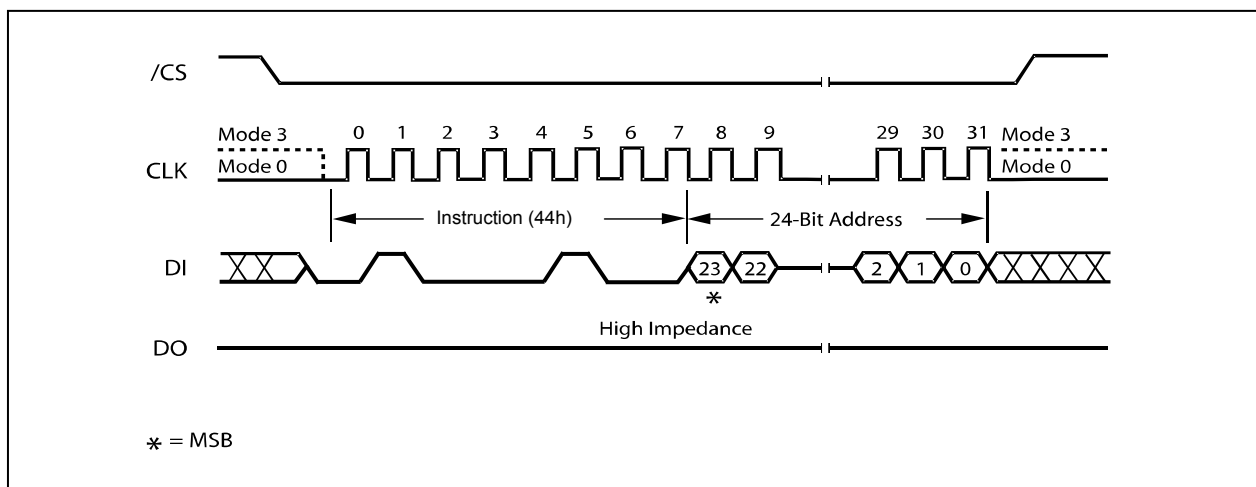 /CS
Mode 3 0 1 2 3 4 5 6 7 8 9 29 30 31 Mode 3
CLK Mode 0 Mode 0
Instruction (44h) 24-Bit Address
DI 23 22 2 1 0
*
High Impedance
DO
* = MSB